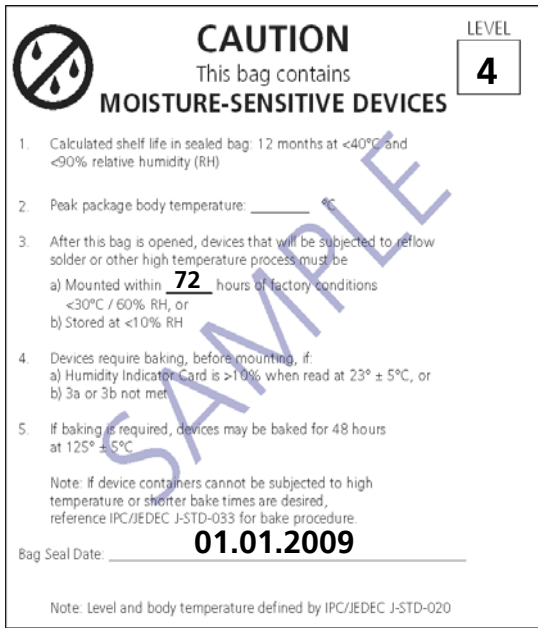 CAUTION
LEVEL
4
This bag contains
MOISTURE-SENSITIVE DEVICES
1. Calculated shelf life in sealed bag: 12 months at <40°C and
<90% relative humidity (RH)
2. Peak package body temperature: ______ °C
3. After this bag is opened, devices that will be subjected to reflow
solder or other high temperature process must be
a) Mounted within 72 hours of factory conditions
<30°C / 60% RH, or
b) Stored at <10% RH
4. Devices require baking, before mounting, if:
a) Humidity Indicator Card is >10% when read at 23° ± 5°C, or
b) 3a or 3b not met
5. If baking is required, devices may be baked for 48 hours
at 125° ± 5°C
Note: If device containers cannot be subjected to high
temperature or shorter bake times are desired,
reference IPC/JEDEC J-STD-033 for bake procedure.
Bag Seal Date: 01.01.2009
Note: Level and body temperature defined by IPC/JEDEC J-STD-020
SAMPLE